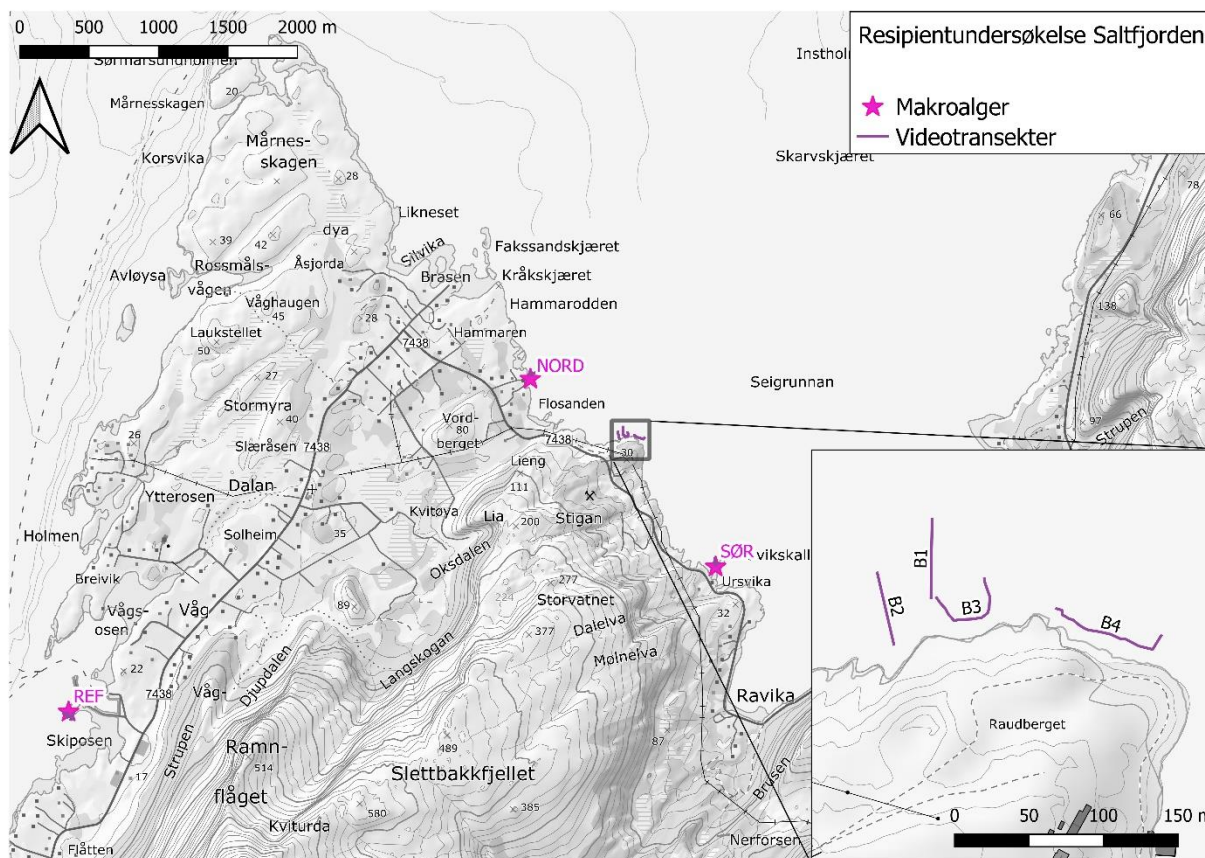 0 500 1000 1500 2000 m
Resipientundersøkelse Saltfjorden
Makroalger
Videotransekter
Sørmarsundholmen
Instholm
20
Mårnesskagen
Mårnes-
skagen
Korsvika
Skarvskjæret
78
28
66
Likneset
39
42
dya
Silvika
Fakssandskjæret
Rossmåls-
vågen
Åsjorda
Bråsen
Kråkskjæret
Avløysa
Våghaugen
45
Hammarodden
138
Laukstellet
28
50
7438
Hammaren
NORD
27
Seigrunnan
Stormyra
Flosanden
40
Vord-
80
berget
97
Strupen
26
Slæråsen
7438
7438
30
Lieng
Ytterosen
Dalan
111
Kvitøya
Lia
200
Stigan
Holmen
Solheim
35
Oksdalen
SØR
vikskall
Breivik
277
Ursvika
224
Storvatnet
Vågs-
osen
Våg
89
32
377
Dalelva
Langskogan
Mølnelva
22
Djupdalen
REF
7438
Våg-
Ravika
Skiposen
87
Strupen
Ramn-
489
514
flåget
Slettbakkfjellet
17
Brusen
580
385
Kviturda
Nerforsen
Fjåtten
B1
B2
B3
B4
Raudberget
0 50 100 150 m